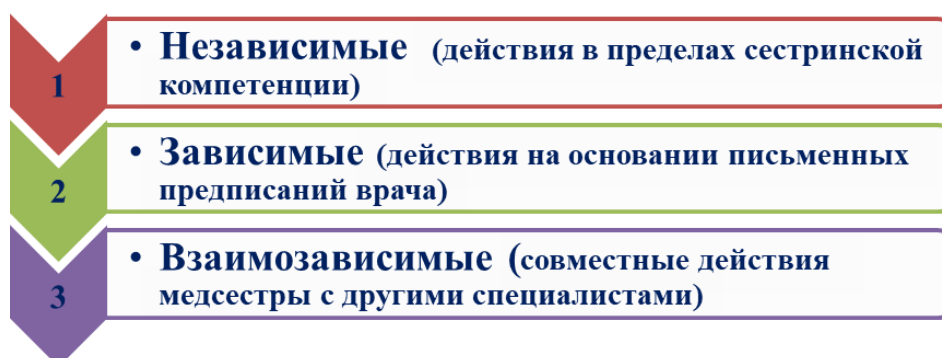 1
• Независимые (действия в пределах сестринской
компетенции)
2
• Зависимые (действия на основании письменных
предписаний врача)
3
• Взаимозависимые (совместные действия
медсестры с другими специалистами)